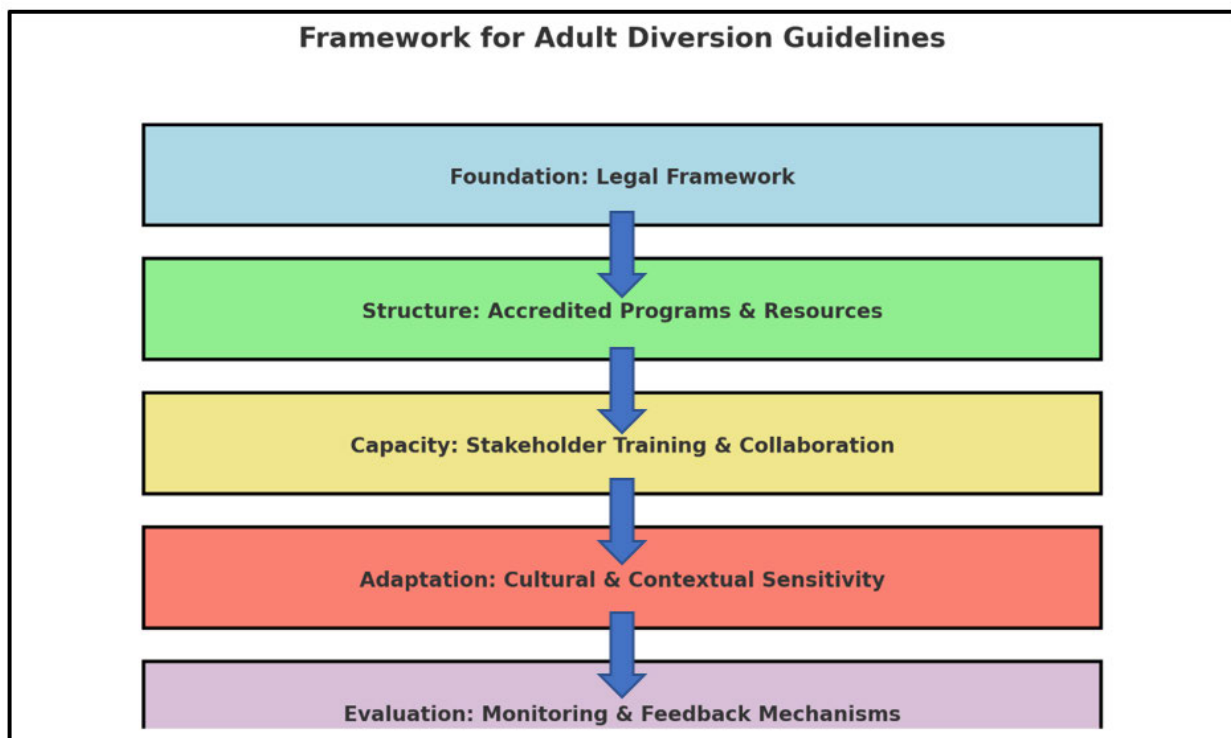 Framework for Adult Diversion Guidelines
Foundation: Legal Framework
Structure: Accredited Programs & Resources
Capacity: Stakeholder Training & Collaboration
Adaptation: Cultural & Contextual Sensitivity
Evaluation: Monitoring & Feedback Mechanisms